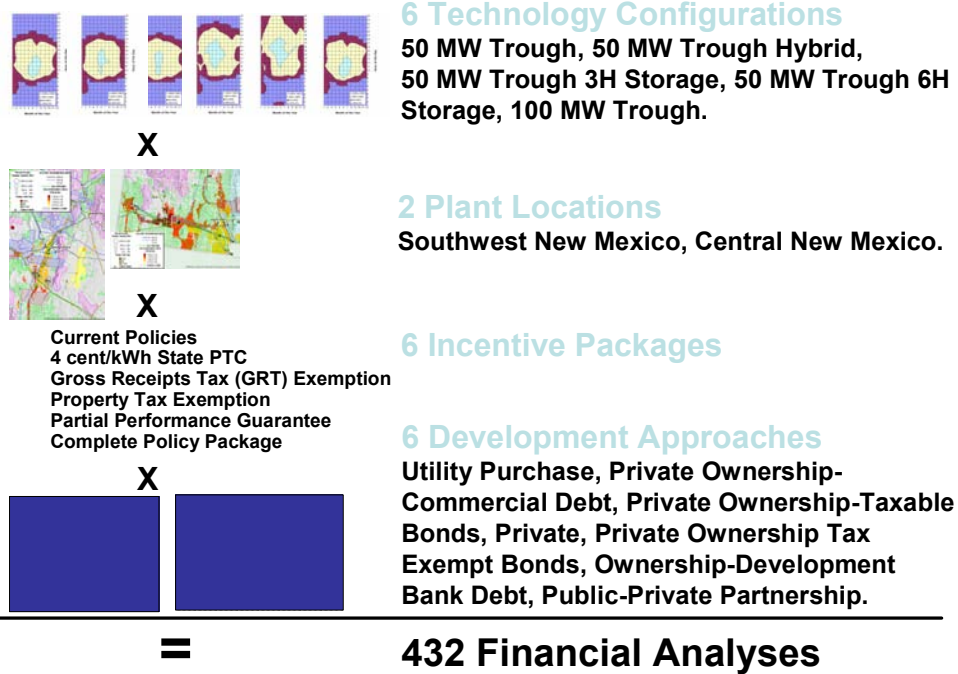 6 Technology Configurations
50 MW Trough, 50 MW Trough Hybrid,
50 MW Trough 3H Storage, 50 MW Trough 6H
Storage, 100 MW Trough.
X
2 Plant Locations
Southwest New Mexico, Central New Mexico.
X
Current Policies
4 cent/kWh State PTC
Gross Receipts Tax (GRT) Exemption
Property Tax Exemption
Partial Performance Guarantee
Complete Policy Package
6 Incentive Packages
X
6 Development Approaches
Utility Purchase, Private Ownership-
Commercial Debt, Private Ownership-Taxable
Bonds, Private, Private Ownership Tax
Exempt Bonds, Ownership-Development
Bank Debt, Public-Private Partnership.
=
432 Financial Analyses